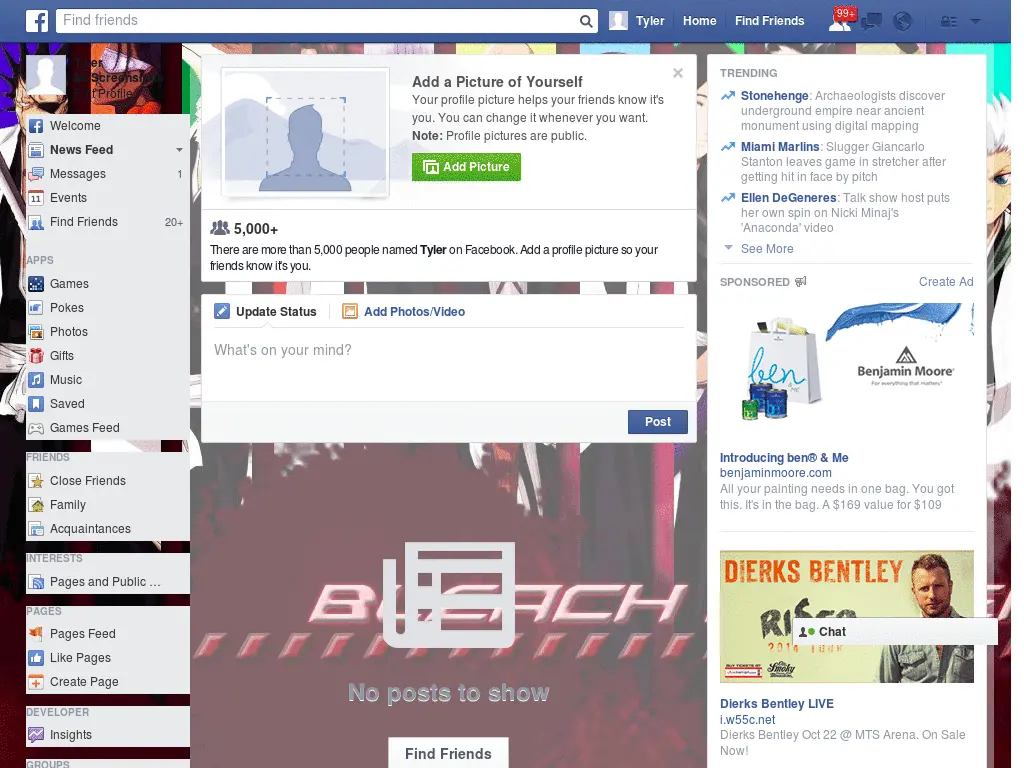 Find friends
Tyler
Home
Find Friends
99+
Tyler
Welcome
News Feed
Messages 1
Events
Find Friends 20+
APPS
Games
Pokes
Photos
Gifts
Music
Saved
Games Feed
FRIENDS
Close Friends
Family
Acquaintances
INTERESTS
Pages and Public ...
PAGES
Pages Feed
Like Pages
Create Page
DEVELOPER
Insights
GROUPS
Add a Picture of Yourself
Your profile picture helps your friends know it's
you. You can change it whenever you want.
Note: Profile pictures are public.
Add Picture
5,000+
There are more than 5,000 people named Tyler on Facebook. Add a profile picture so your
friends know it's you.
Update Status
Add Photos/Video
What's on your mind?
Post
BLEACH
No posts to show
Find Friends
TRENDING
Stonehenge: Archaeologists discover
underground empire near ancient
monument using digital mapping
Miami Marlins: Slugger Giancarlo
Stanton leaves game in stretcher after
getting hit in face by pitch
Ellen DeGeneres: Talk show host puts
her own spin on Nicki Minaj's
'Anaconda' video
See More
SPONSORED
Create Ad
ben
Benjamin Moore
For everything that matters
Introducing ben® & Me
benjaminmoore.com
All your painting needs in one bag. You got
this. It's in the bag. A $169 value for $109
DIERKS BENTLEY
2014 TOUR
Chat
Dierks Bentley LIVE
i.w55c.net
Dierks Bentley Oct 22 @ MTS Arena. On Sale
Now!